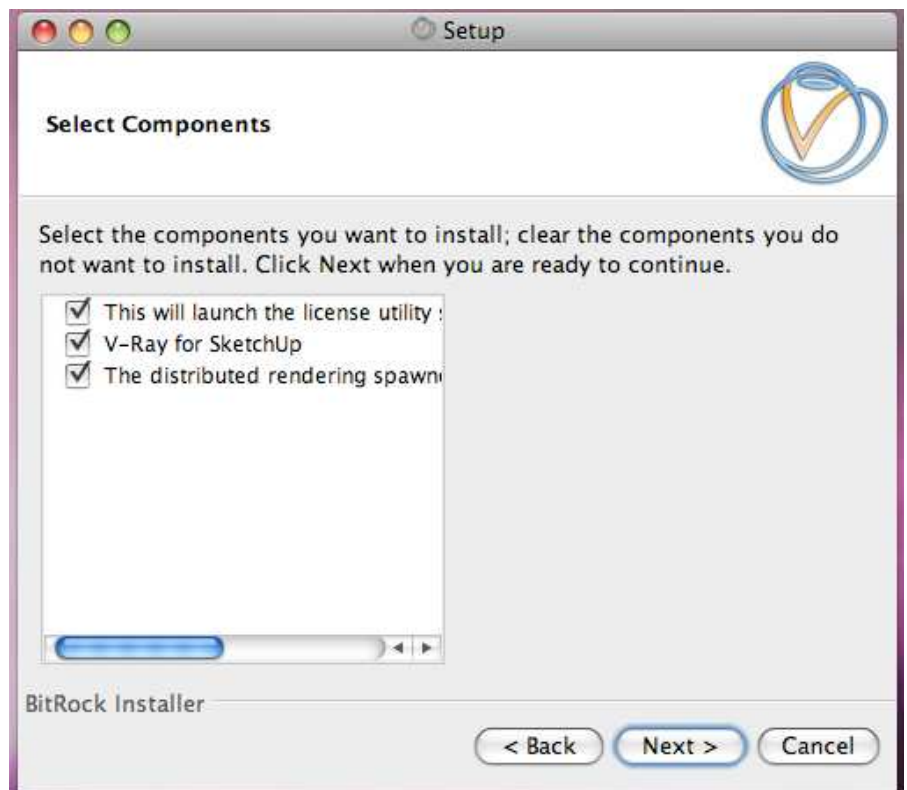 Setup
Select Components
Select the components you want to install; clear the components you do
not want to install. Click Next when you are ready to continue.
This will launch the license utility
V-Ray for SketchUp
The distributed rendering
BitRock Installer
< Back Next > Cancel